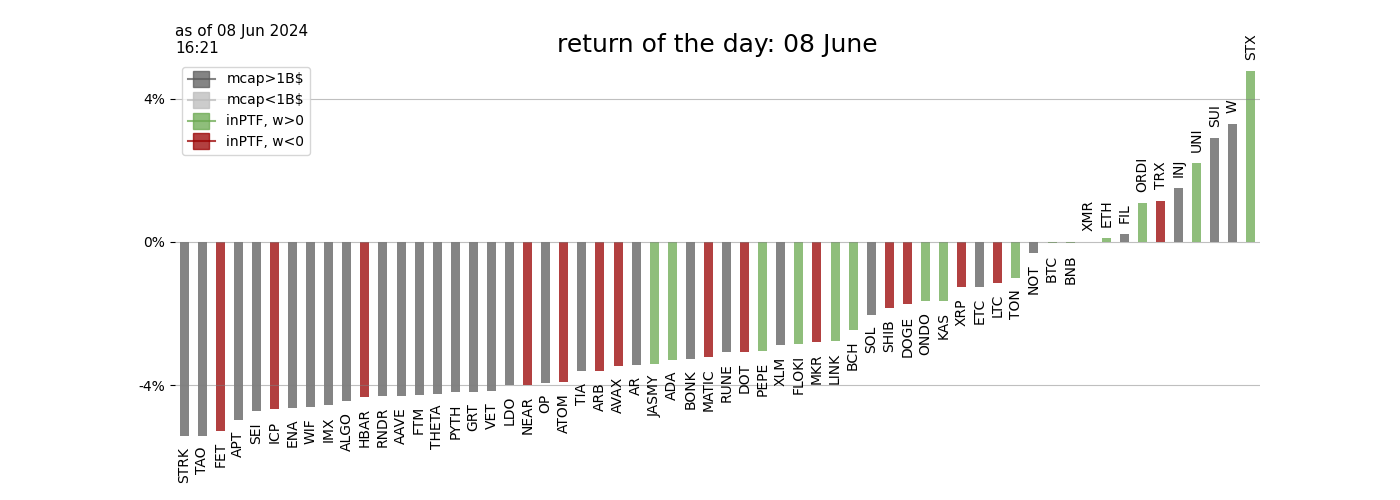 as of 08 Jun 2024
16:21
return of the day: 08 June
mcap>1B$
mcap<1B$
inPTF, w>0
inPTF, w<0
4%
0%
-4%
STRK
TAO
FET
APT
SEI
ICP
ENA
WIF
IMX
ALGO
HBAR
RNDR
AAVE
FTM
THETA
PYTH
GRT
VET
LDO
NEAR
OP
ATOM
TIA
ARB
AVAX
AR
JASMY
ADA
BONK
MATIC
RUNE
DOT
PEPE
XLM
FLOKI
MKR
LINK
BCH
SOL
SHIB
DOGE
ONDO
KAS
XRP
ETC
LTC
TON
NOT
BTC
BNB
XMR
ETH
FIL
ORDI
TRX
INJ
UNI
SUI
W
STX